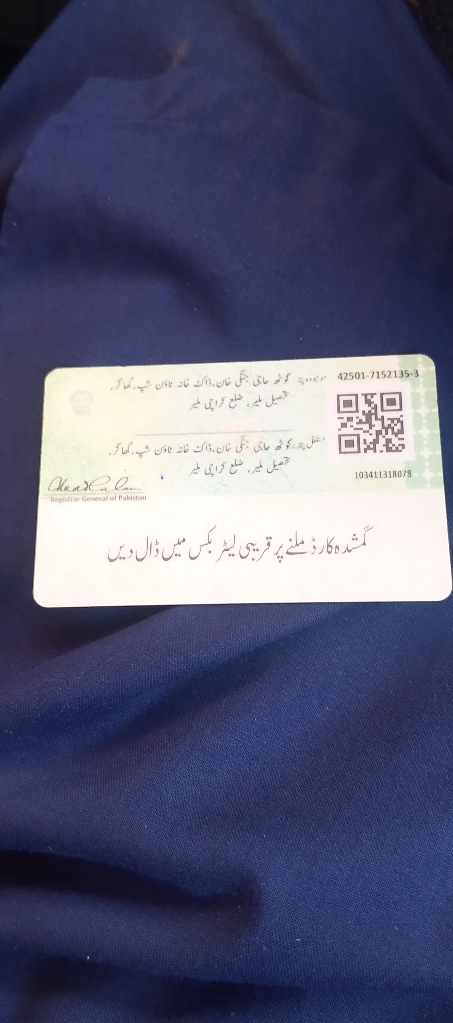 42501-7152135-3
موجودہ پتہ گوٹھ حاجی جنگی خان، ڈاک خانہ ٹاؤن شپ، گھاگر،
تحصیل ملیر، ضلع کراچی ملیر
مستقل پتہ گوٹھ حاجی جنگی خان، ڈاک خانہ ٹاؤن شپ، گھاگر،
تحصیل ملیر، ضلع کراچی ملیر
103411318078
Registrar General of Pakistan
گمشدہ کارڈ ملنے پر قریبی لیٹر بکس میں ڈال دیں